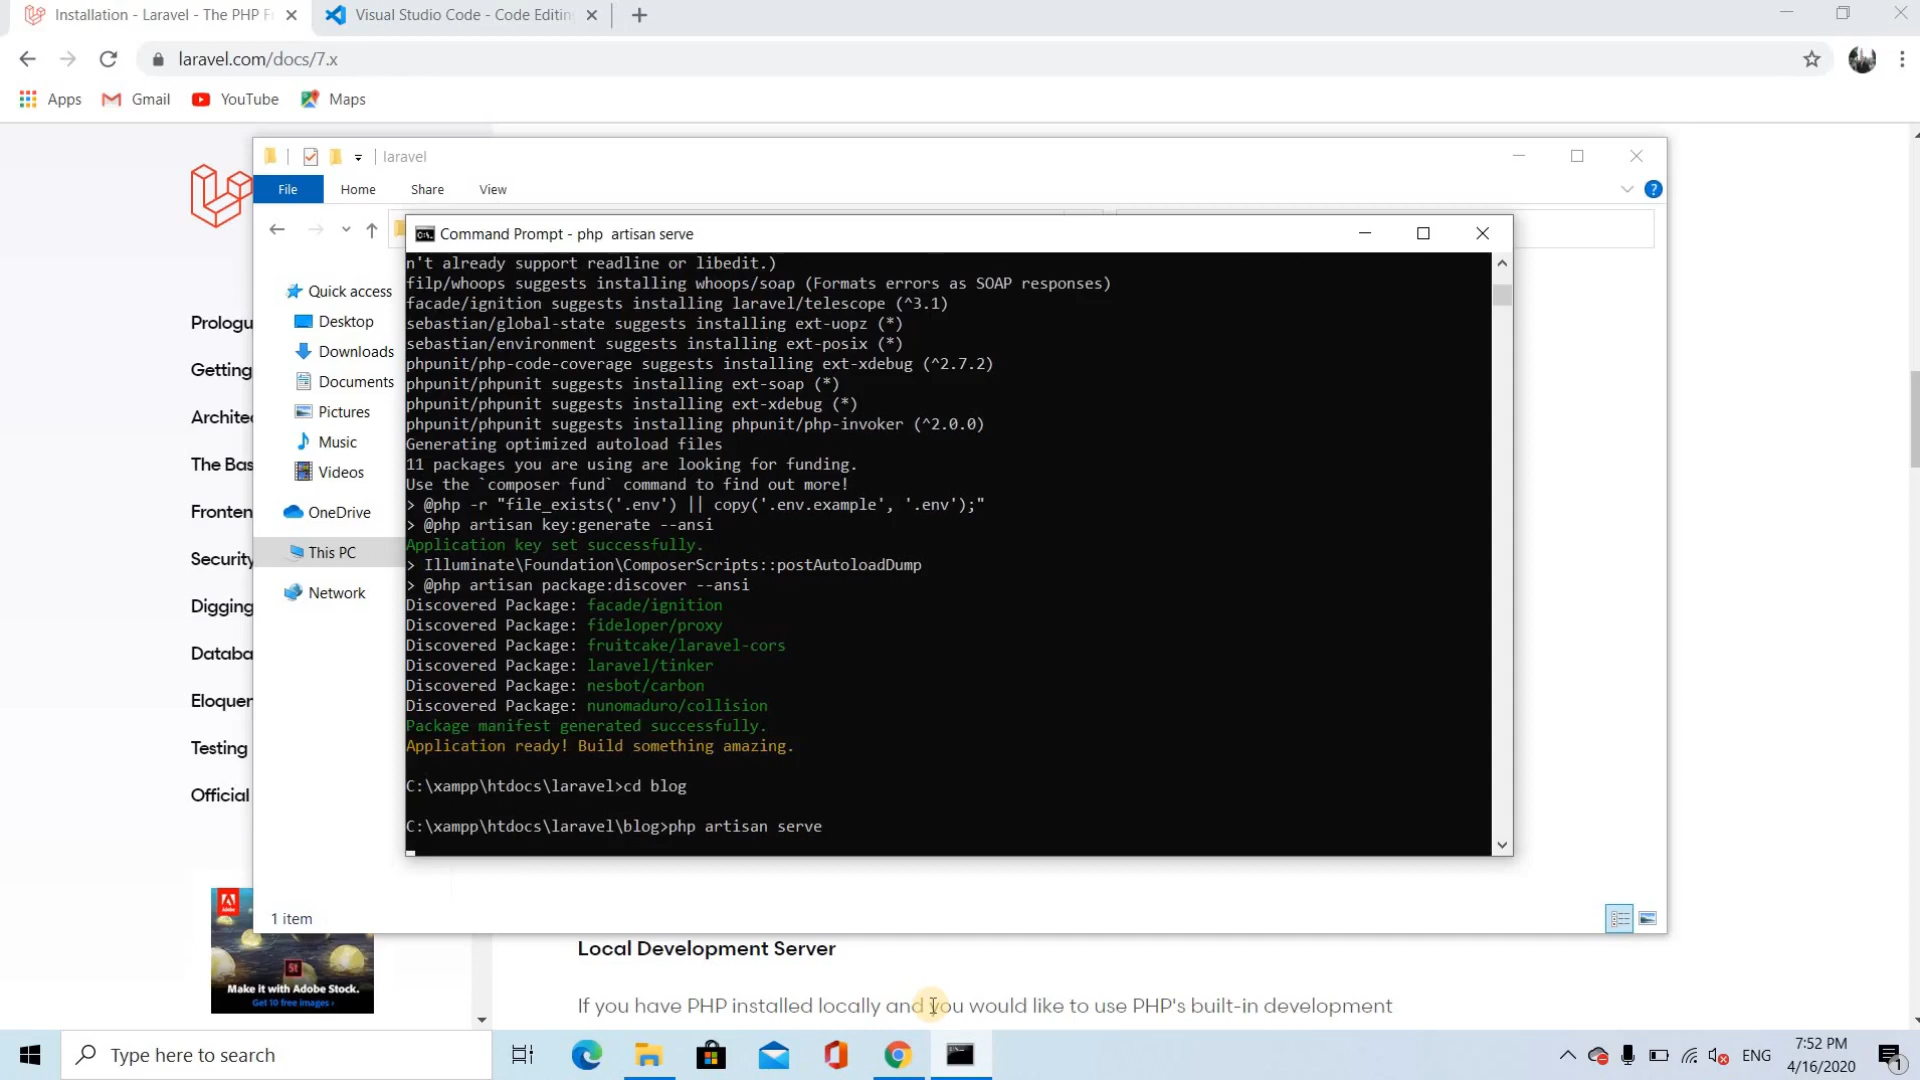 Installation - Laravel - The PHP F
Visual Studio Code - Code Editin
laravel.com/docs/7.x
Apps
Gmail
YouTube
Maps
laravel
File
Home
Share
View
Command Prompt - php  artisan serve
Quick access
Desktop
Downloads
Documents
Pictures
Music
Videos
OneDrive
This PC
Network
1 item
Prologu
Getting
Archite
The Bas
Fronten
Security
Digging
Databa
Eloquen
Testing
Official
n't already support readline or libedit.)
filp/whoops suggests installing whoops/soap (Formats errors as SOAP responses)
facade/ignition suggests installing laravel/telescope (^3.1)
sebastian/global-state suggests installing ext-uopz (*)
sebastian/environment suggests installing ext-posix (*)
phpunit/php-code-coverage suggests installing ext-xdebug (^2.7.2)
phpunit/phpunit suggests installing ext-soap (*)
phpunit/phpunit suggests installing ext-xdebug (*)
phpunit/phpunit suggests installing phpunit/php-invoker (^2.0.0)
Generating optimized autoload files
11 packages you are using are looking for funding.
Use the `composer fund` command to find out more!
> @php -r "file_exists('.env') || copy('.env.example', '.env');"
> @php artisan key:generate --ansi
Application key set successfully.
> Illuminate\Foundation\ComposerScripts::postAutoloadDump
> @php artisan package:discover --ansi
Discovered Package: facade/ignition
Discovered Package: fideloper/proxy
Discovered Package: fruitcake/laravel-cors
Discovered Package: laravel/tinker
Discovered Package: nesbot/carbon
Discovered Package: nunomaduro/collision
Package manifest generated successfully.
Application ready! Build something amazing.
C:\xampp\htdocs\laravel>cd blog
C:\xampp\htdocs\laravel\blog>php artisan serve
St
Make it with Adobe Stock.
Get 10 free images ›
Local Development Server
If you have PHP installed locally and you would like to use PHP's built-in development
Type here to search
ENG
7:52 PM
4/16/2020
1